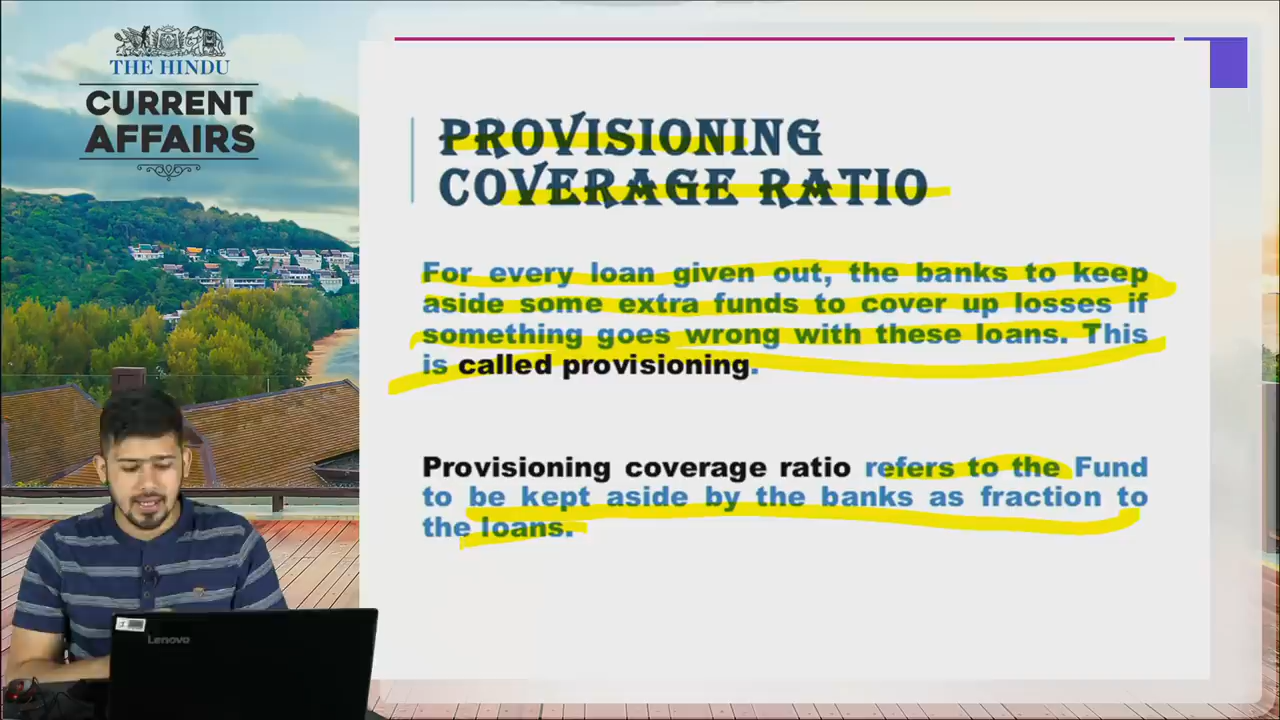 THE HINDU
CURRENT
AFFAIRS
PROVISIONING
COVERAGE RATIO
For every loan given out, the banks to keep
aside some extra funds to cover up losses if
something goes wrong with these loans. This
is called provisioning.
Provisioning coverage ratio refers to the Fund
to be kept aside by the banks as fraction to
the loans.
Lenovo